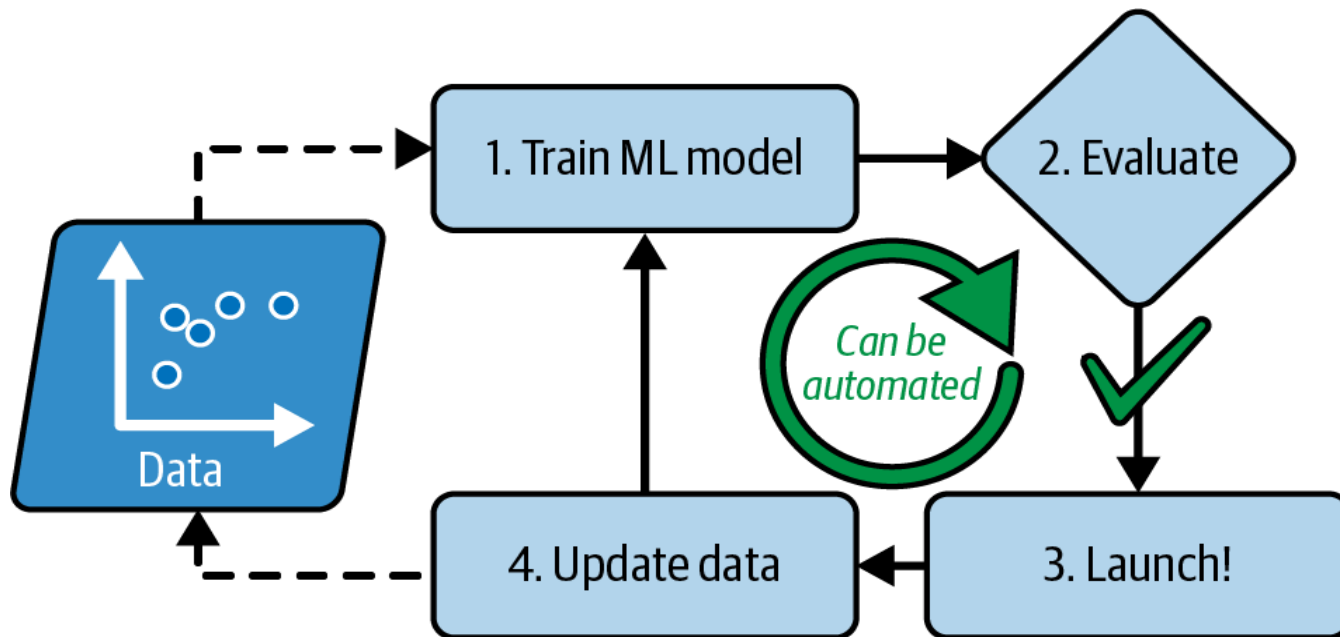 1. Train ML model
2. Evaluate
Can be
automated
Data
4. Update data
3. Launch!